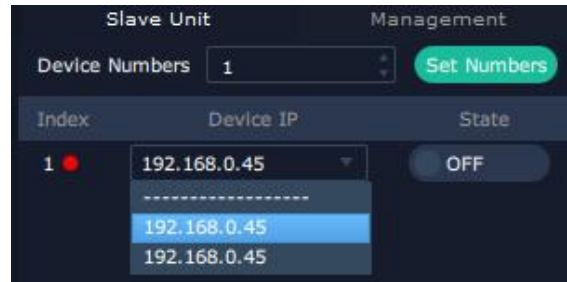 Slave Unit Management
Device Numbers 1 Set Numbers
Index Device IP State
1 192.168.0.45 OFF
------------------
192.168.0.45
192.168.0.45